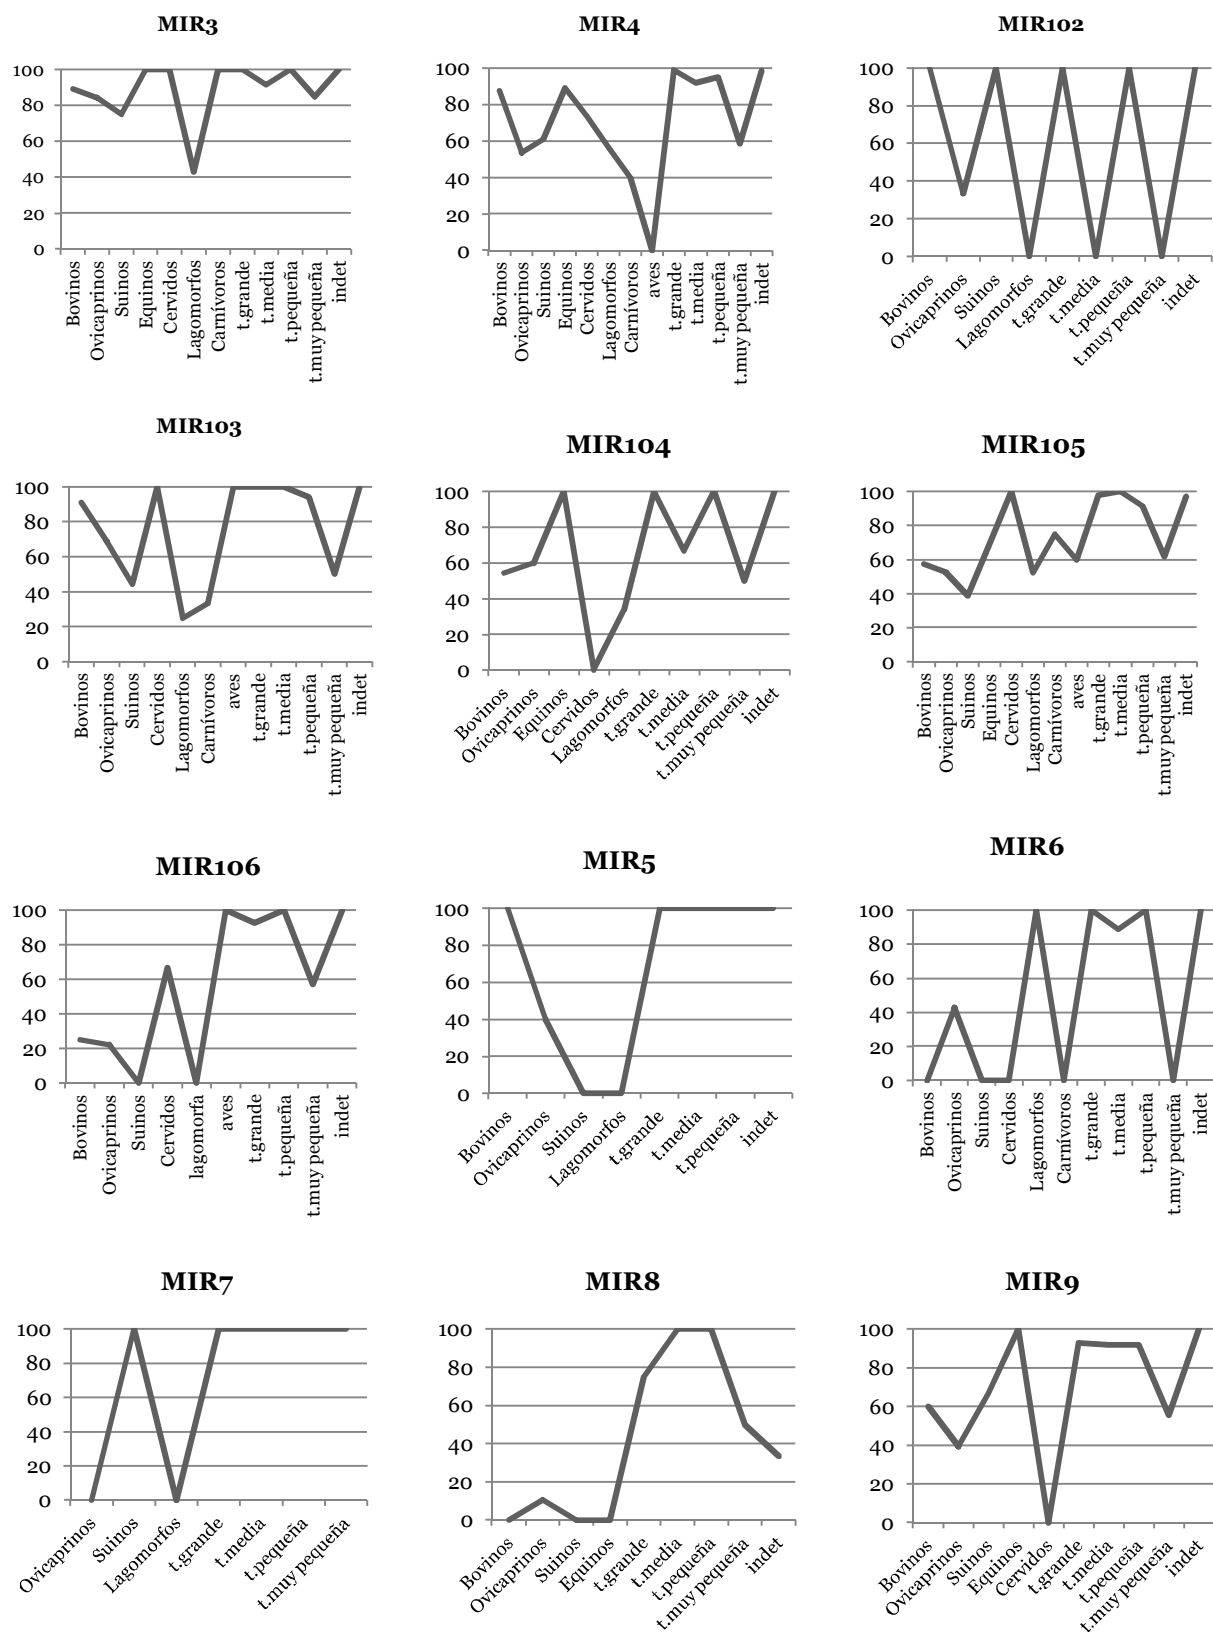 MIR3
100
80
60
40
20
0
Bovinos
Ovicaprinos
Suinos
Equinos
Cervidos
Lagomorfos
Carnívoros
t.grande
t.media
t.pequeña
t.muy pequeña
indet
MIR4
100
80
60
40
20
0
Bovinos
Ovicaprinos
Suinos
Equinos
Cervidos
Lagomorfos
Carnívoros
aves
t.grande
t.media
t.pequeña
t.muy pequeña
indet
MIR102
100
80
60
40
20
0
Bovinos
Ovicaprinos
Suinos
Lagomorfos
t.grande
t.media
t.pequeña
t.muy pequeña
indet
MIR103
100
80
60
40
20
0
Bovinos
Ovicaprinos
Suinos
Cervidos
Lagomorfos
Carnívoros
aves
t.grande
t.media
t.pequeña
t.muy pequeña
indet
MIR104
100
80
60
40
20
0
Bovinos
Ovicaprinos
Equinos
Cervidos
Lagomorfos
t.grande
t.media
t.pequeña
t.muy pequeña
indet
MIR105
100
80
60
40
20
0
Bovinos
Ovicaprinos
Suinos
Equinos
Cervidos
Lagomorfos
Carnívoros
aves
t.grande
t.media
t.pequeña
t.muy pequeña
indet
MIR106
100
80
60
40
20
0
Bovinos
Ovicaprinos
Suinos
Cervidos
lagomorfa
aves
t.grande
t.pequeña
t.muy pequeña
indet
MIR5
100
80
60
40
20
0
Bovinos
Ovicaprinos
Suinos
Lagomorfos
t.grande
t.media
t.pequeña
indet
MIR6
100
80
60
40
20
0
Bovinos
Ovicaprinos
Suinos
Cervidos
Lagomorfos
Carnívoros
t.grande
t.media
t.pequeña
t.muy pequeña
indet
MIR7
100
80
60
40
20
0
Ovicaprinos
Suinos
Lagomorfos
t.grande
t.media
t.pequeña
t.muy pequeña
MIR8
100
80
60
40
20
0
Bovinos
Ovicaprinos
Suinos
Equinos
t.grande
t.media
t.pequeña
t.muy pequeña
indet
MIR9
100
80
60
40
20
0
Bovinos
Ovicaprinos
Suinos
Equinos
Cervidos
t.grande
t.media
t.pequeña
t.muy pequeña
indet